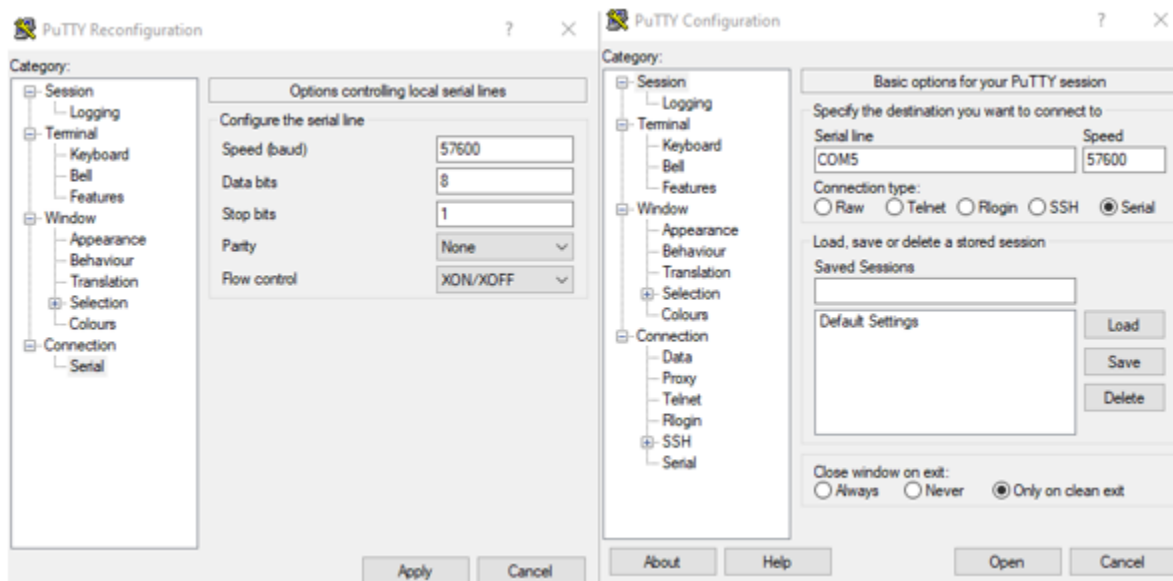 PuTTY Reconfiguration
Category:
Session
Logging
Terminal
Keyboard
Bell
Features
Window
Appearance
Behaviour
Translation
Selection
Colours
Connection
Serial
Options controlling local serial lines
Configure the serial line
Speed (baud) 57600
Data bits 8
Stop bits 1
Parity None
Flow control XON/XOFF
Apply Cancel
PuTTY Configuration
Category:
Session
Logging
Terminal
Keyboard
Bell
Features
Window
Appearance
Behaviour
Translation
Selection
Colours
Connection
Data
Proxy
Telnet
Rlogin
SSH
Serial
Basic options for your PuTTY session
Specify the destination you want to connect to
Serial line Speed
COM5 57600
Connection type:
Raw Telnet Rlogin SSH Serial
Load, save or delete a stored session
Saved Sessions
Default Settings
Load
Save
Delete
Close window on exit:
Always Never Only on clean exit
About Help Open Cancel